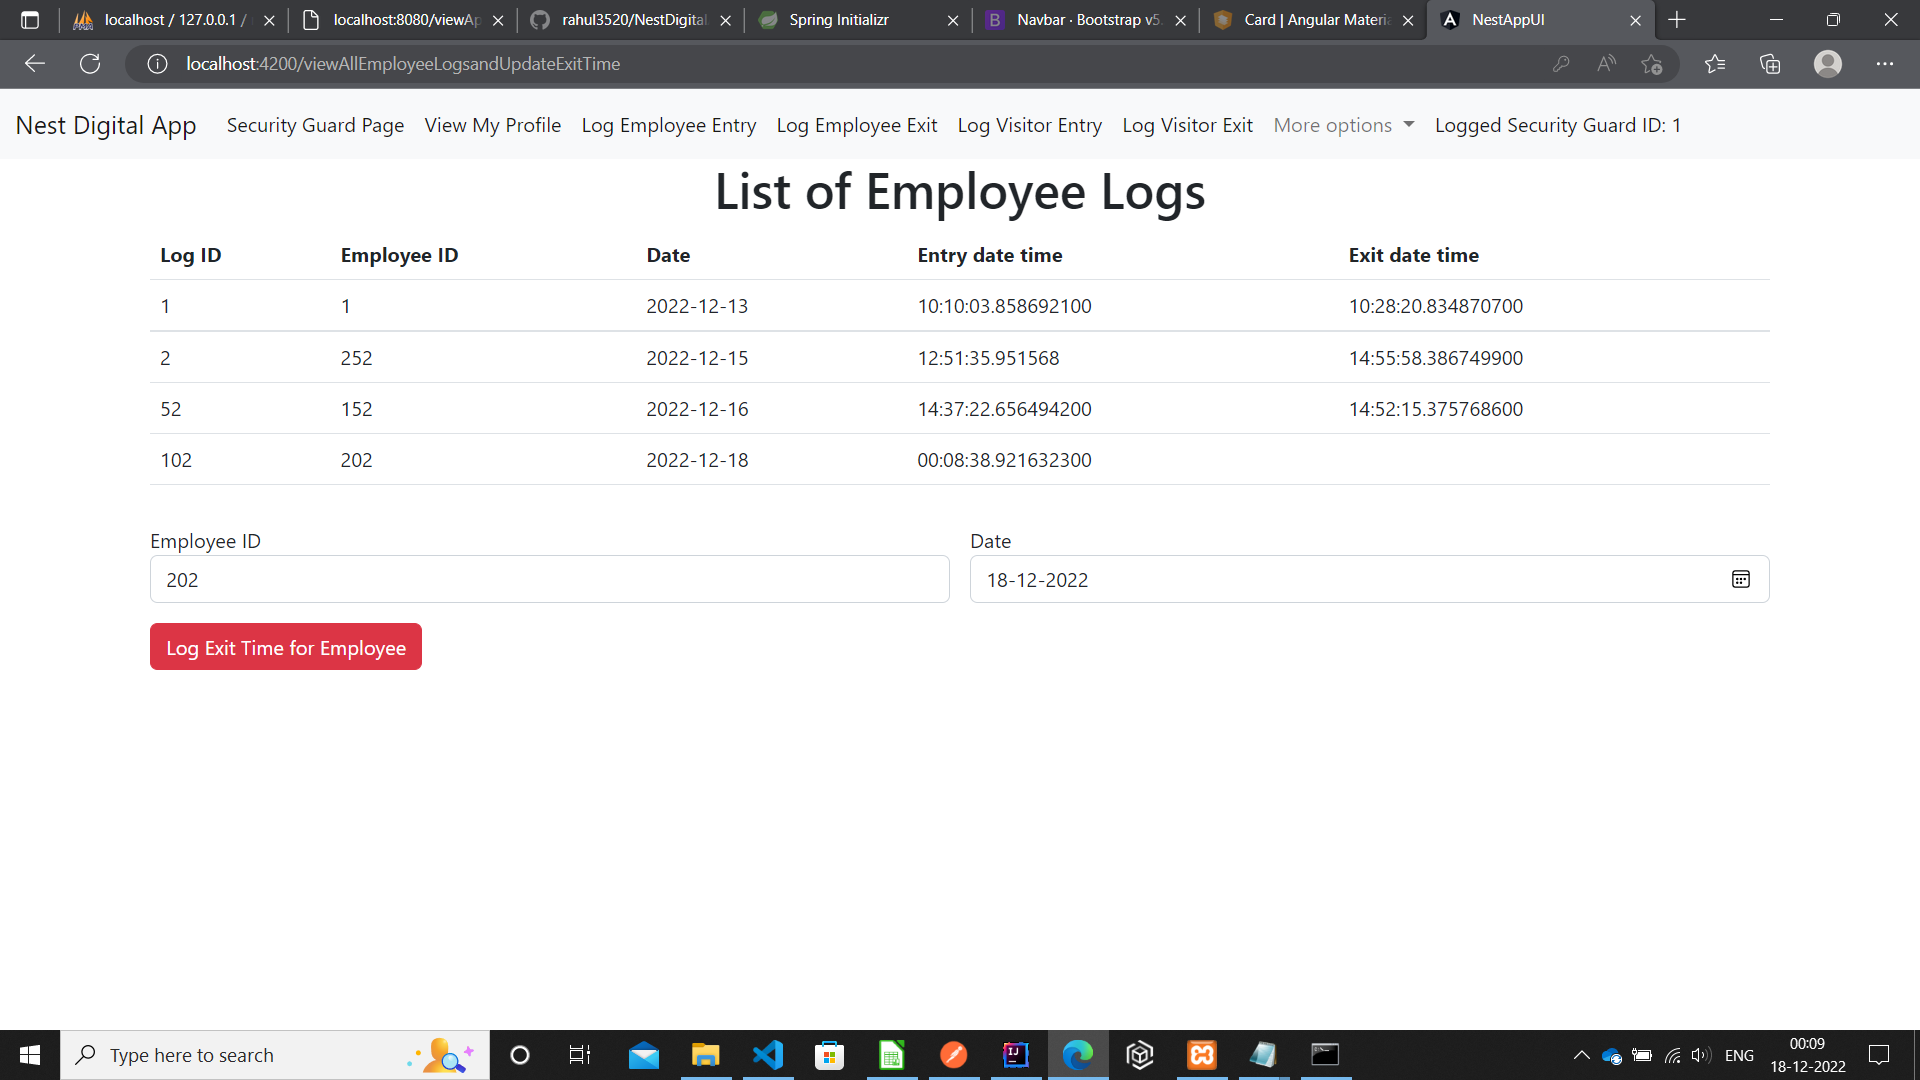 localhost / 127.0.0.1 /
localhost:8080/viewAp
rahul3520/NestDigital
Spring Initializr
Navbar · Bootstrap v5.
Card | Angular Materia
NestAppUI
localhost:4200/viewAllEmployeeLogsandUpdateExitTime
Nest Digital App Security Guard Page View My Profile Log Employee Entry Log Employee Exit Log Visitor Entry Log Visitor Exit More options Logged Security Guard ID: 1
List of Employee Logs
Log ID Employee ID Date Entry date time Exit date time
1 1 2022-12-13 10:10:03.858692100 10:28:20.834870700
2 252 2022-12-15 12:51:35.951568 14:55:58.386749900
52 152 2022-12-16 14:37:22.656494200 14:52:15.375768600
102 202 2022-12-18 00:08:38.921632300
Employee ID Date
202 18-12-2022
Log Exit Time for Employee
Type here to search
ENG
00:09
18-12-2022